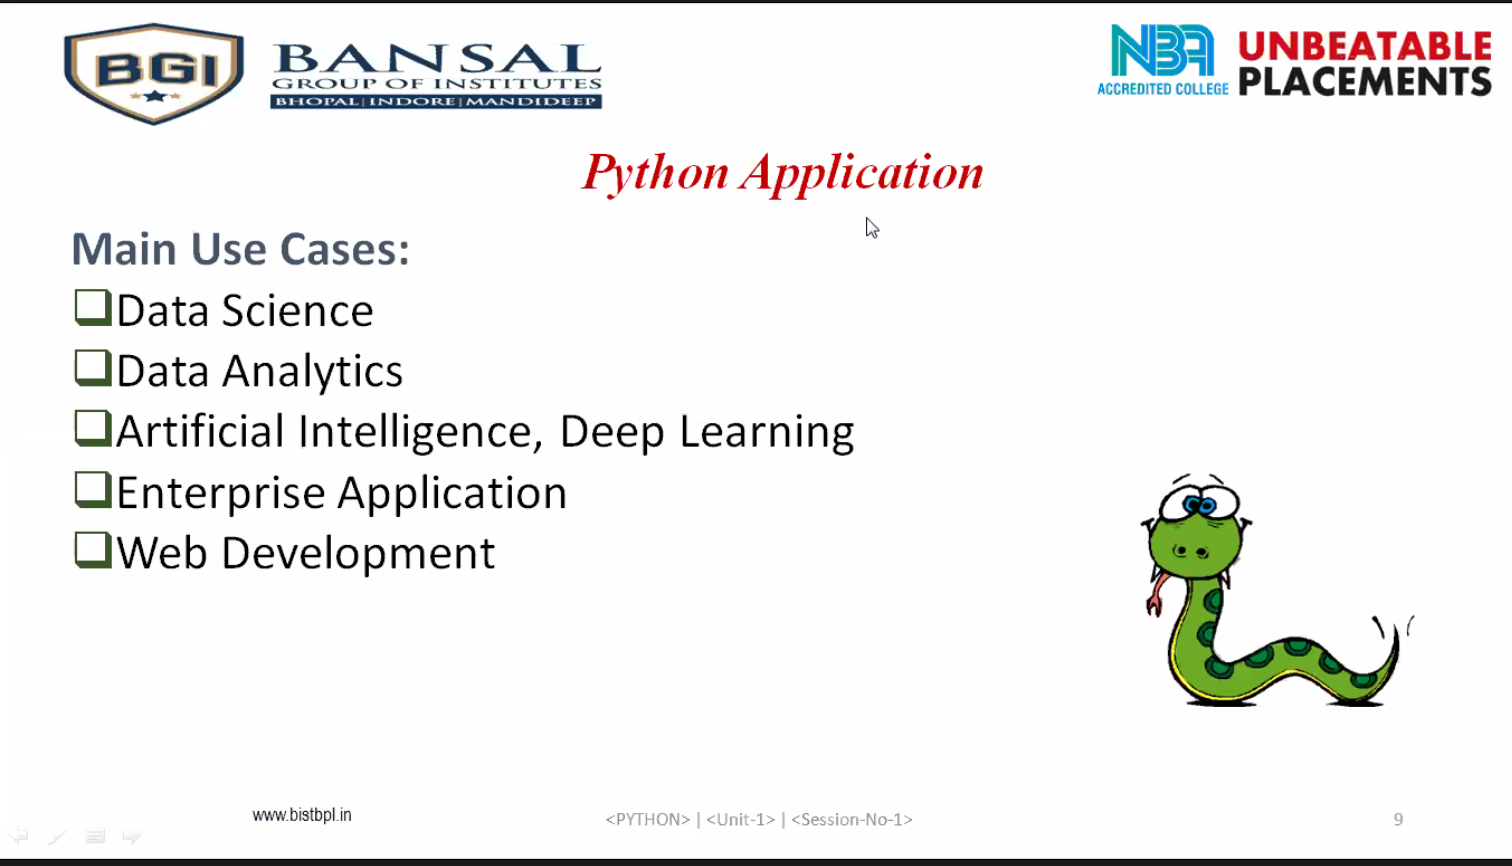 BGI
BANSAL
GROUP OF INSTITUTES
BHOPAL|INDORE|MANDIDEEP
NBA
ACCREDITED COLLEGE
UNBEATABLE
PLACEMENTS
Python Application
Main Use Cases:
Data Science
Data Analytics
Artificial Intelligence, Deep Learning
Enterprise Application
Web Development
www.bistbpl.in
<PYTHON> | <Unit-1> | <Session-No-1>
9